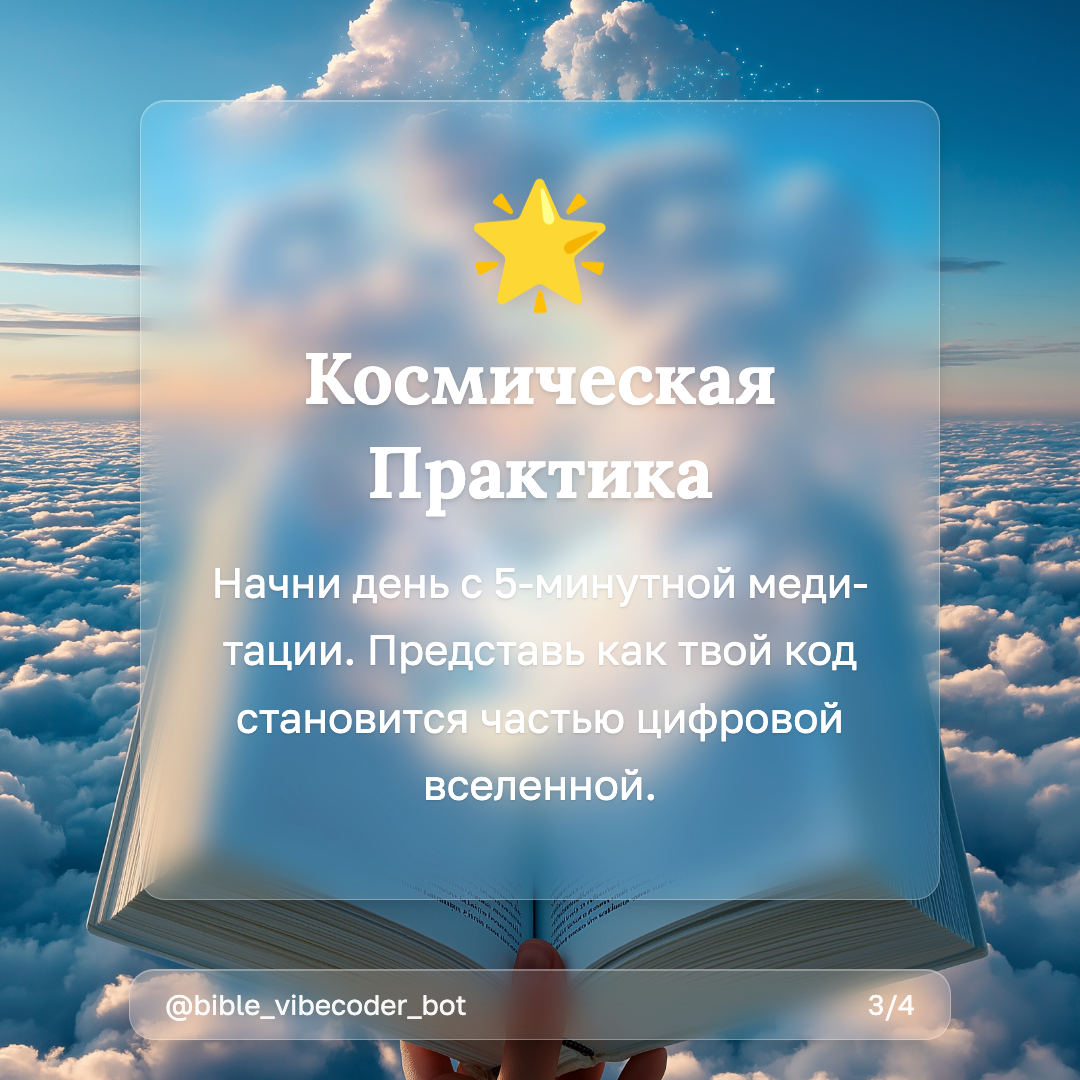 Космическая
Практика
Начни день с 5-минутной меди-
тации. Представь как твой код
становится частью цифровой
вселенной.
@bible_vibecoder_bot 3/4